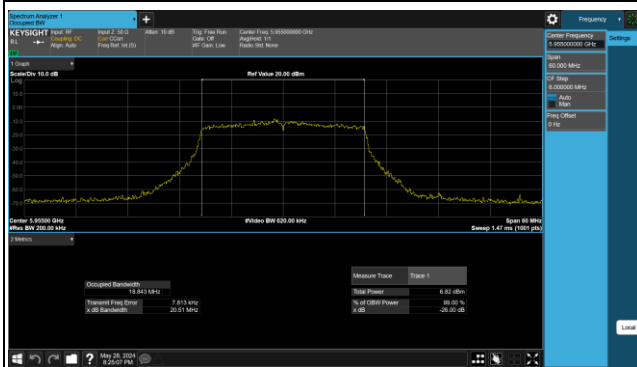 Spectrum Analyzer 1
Occupied BW
+
Frequency
KEYSIGHT Input: RF Input Z: 50 Ω Atten: 10 dB Trig: Free Run Center Freq: 5.955000000 GHz
RL Coupling: DC Corr CCorr Gate: Off Avg|Hold: 1/1
Align: Auto Freq Ref: Int (S) #IF Gain: Low Radio Std: None
Center Frequency
5.955000000 GHz
Settings
Span
60.000 MHz
CF Step
6.000000 MHz
Auto
Man
Freq Offset
0 Hz
1 Graph
Scale/Div 10.0 dB Ref Value 20.00 dBm
Log
10.0
0.00
Center 5.95500 GHz #Video BW 620.00 kHz Span 60 MHz
#Res BW 200.00 kHz Sweep 1.47 ms (1001 pts)
2 Metrics
Measure Trace Trace 1
Occupied Bandwidth
18.843 MHz
Total Power 6.82 dBm
Transmit Freq Error 7.813 kHz
% of OBW Power 99.00 %
x dB Bandwidth 20.51 MHz
x dB -26.00 dB
Local
? May 28, 2024
8:25:07 PM